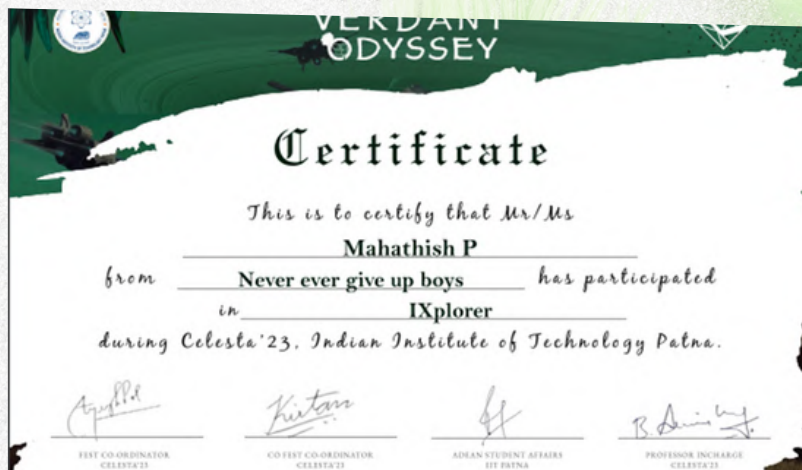 VERDANT
ODYSSEY
Certificate
This is to certify that Mr/Ms
Mahathish P
from Never ever give up boys has participated
in IXplorer
during Celesta'23, Indian Institute of Technology Patna.
Kirtan
FEST CO-ORDINATOR CO FEST CO-ORDINATOR ADEAN STUDENT AFFAIRS PROFESSOR INCHARGE
CELESTA'23 CELESTA'23 IIT PATNA CELESTA'23